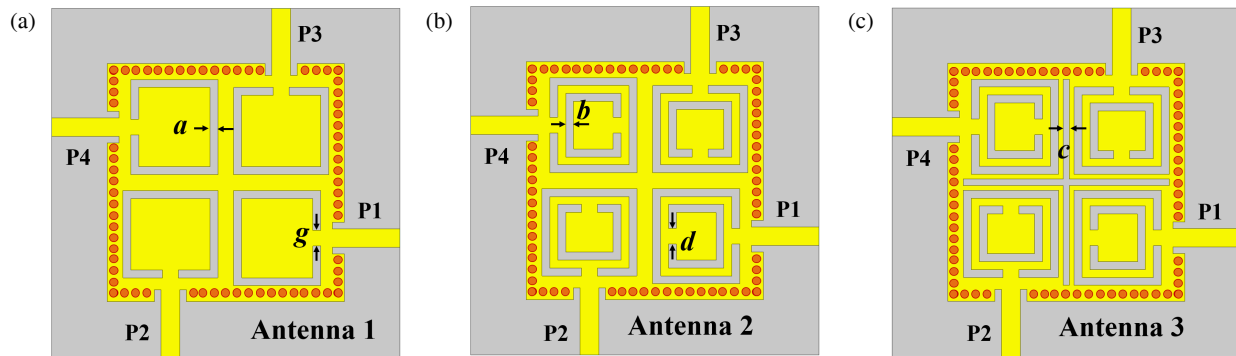 (a)
P3
a
P4
g
P1
P2
Antenna 1
(b)
P3
b
P4
P1
d
P2
Antenna 2
(c)
P3
c
P4
P1
P2
Antenna 3